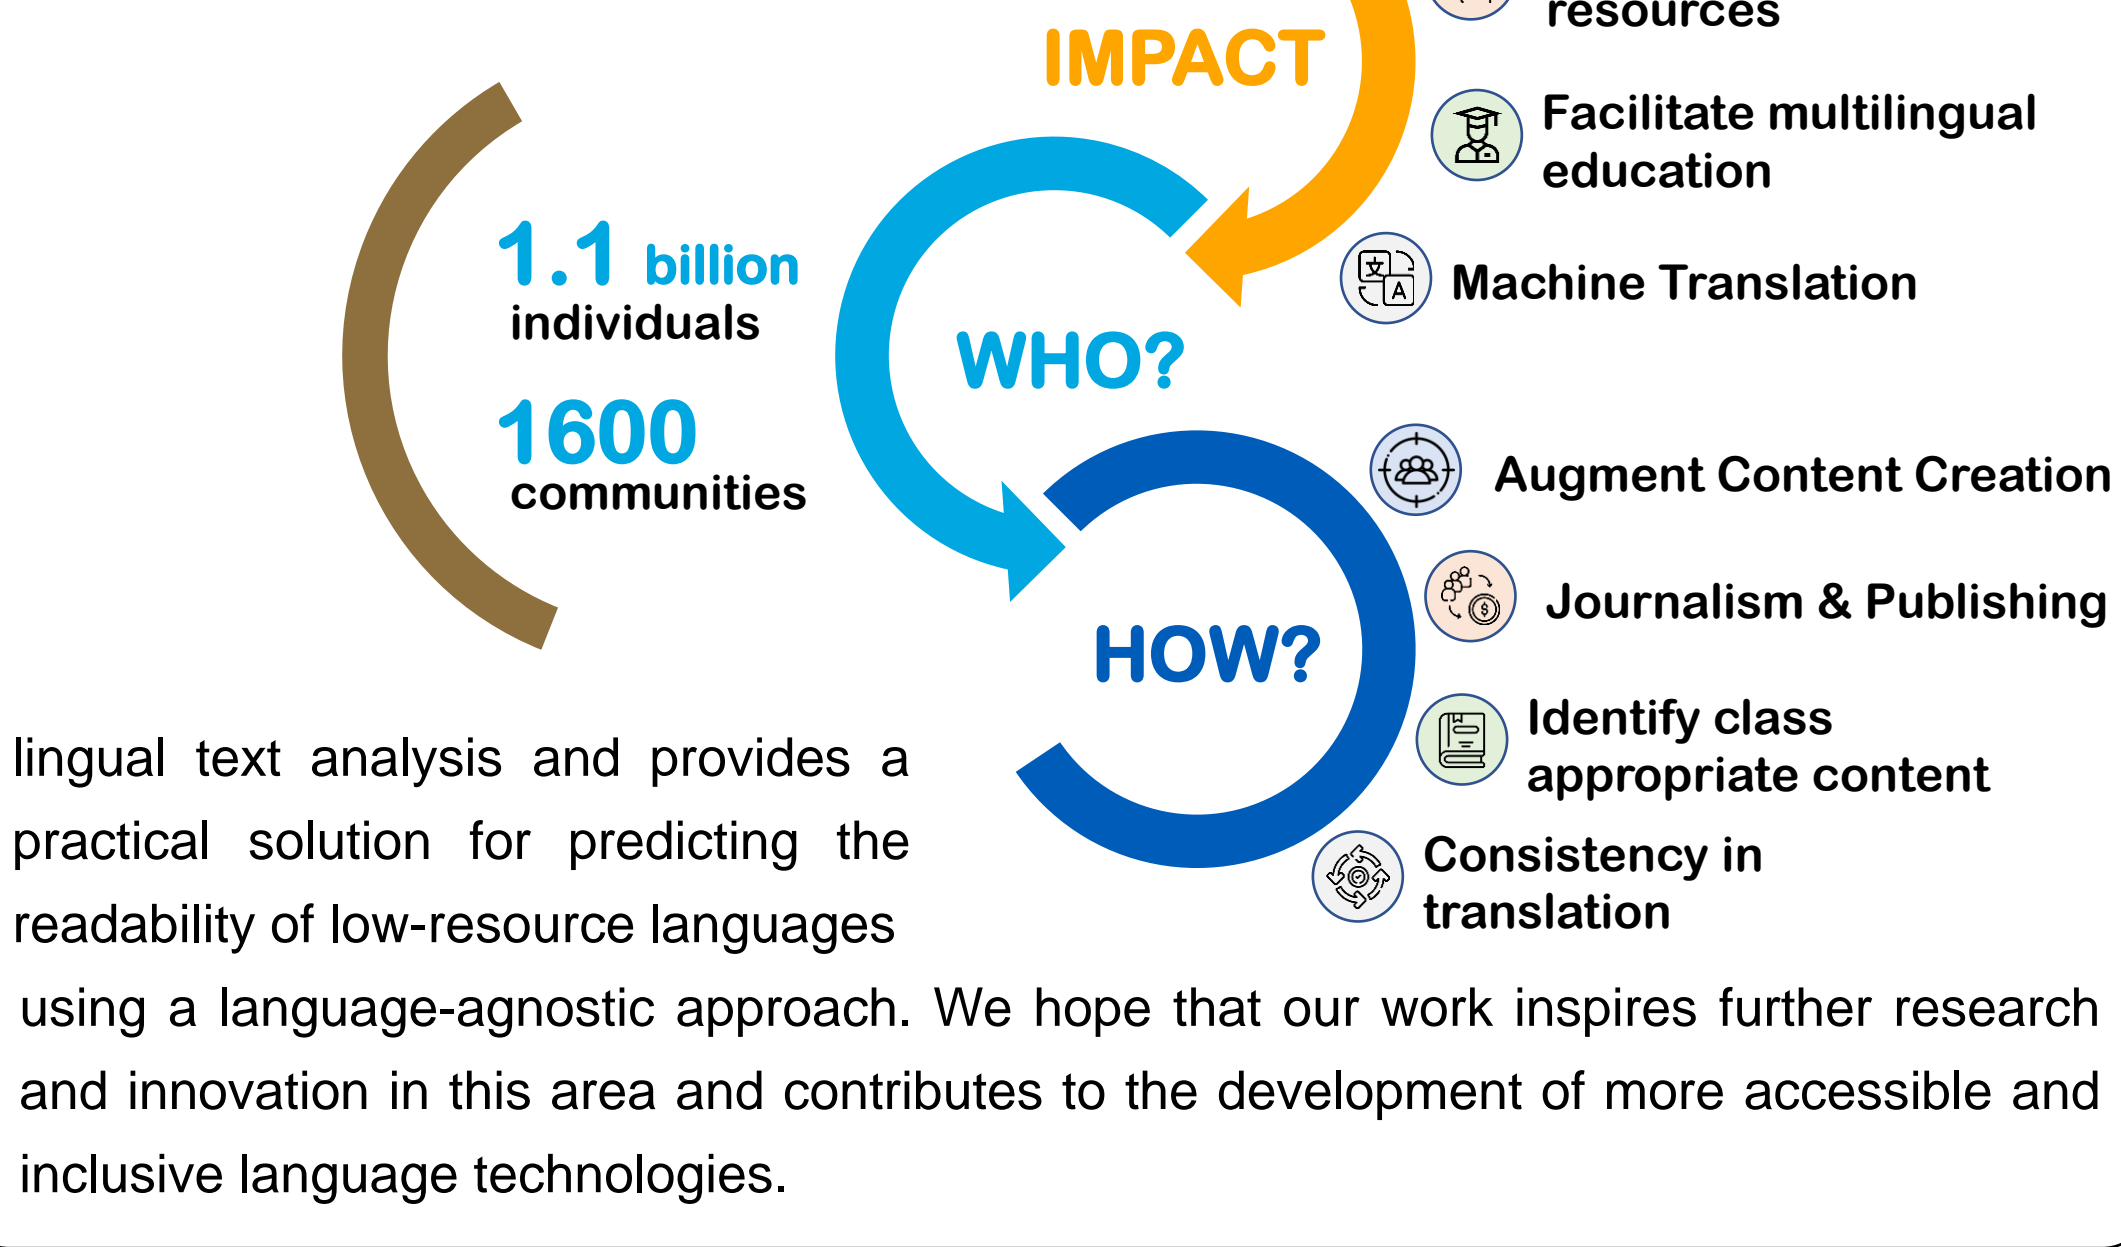 resources
IMPACT
Facilitate multilingual
education
Machine Translation
1.1 billion
individuals
1600
communities
WHO?
Augment Content Creation
Journalism & Publishing
HOW?
Identify class
appropriate content
Consistency in
translation
lingual text analysis and provides a
practical solution for predicting the
readability of low-resource languages
using a language-agnostic approach. We hope that our work inspires further research
and innovation in this area and contributes to the development of more accessible and
inclusive language technologies.